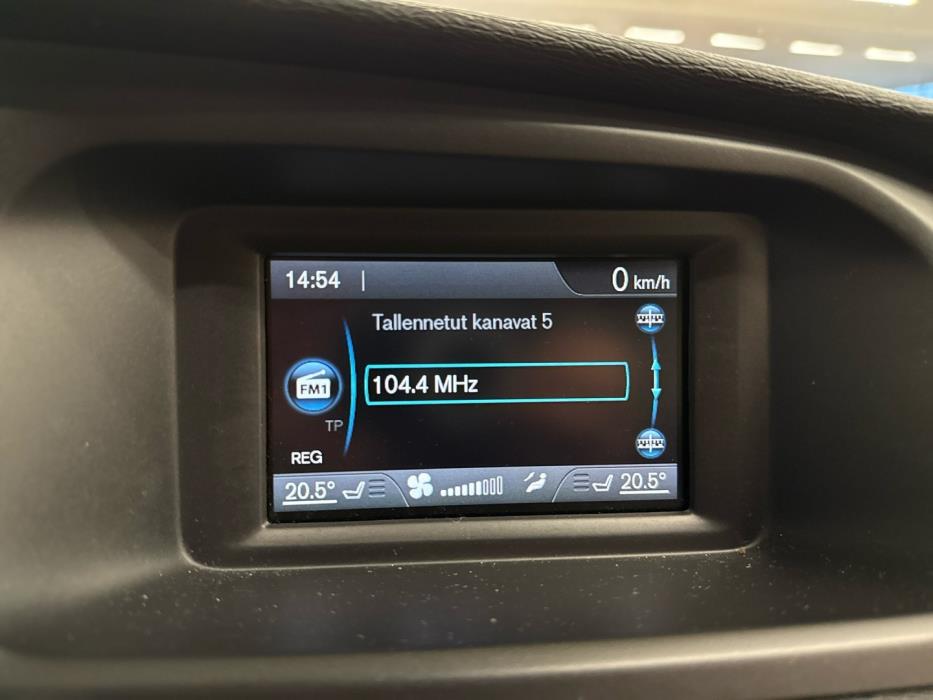 14:54
0 km/h
Tallennetut kanavat 5
FM1
104.4 MHz
TP
REG
20.5°
20.5°